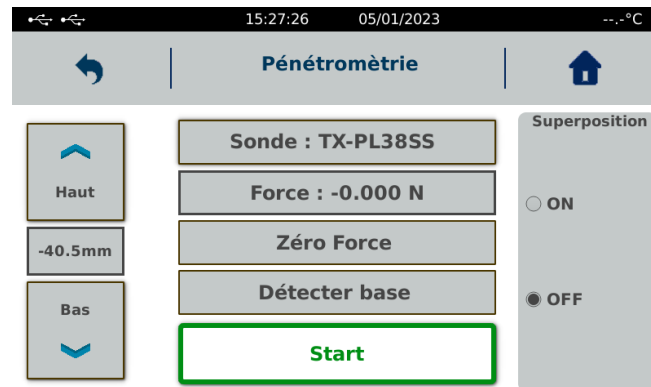 15:27:26 05/01/2023 --.-°C
Pénétromètrie
Haut
-40.5mm
Bas
Sonde : TX-PL38SS
Force : -0.000 N
Zéro Force
Détecter base
Start
Superposition
ON
OFF